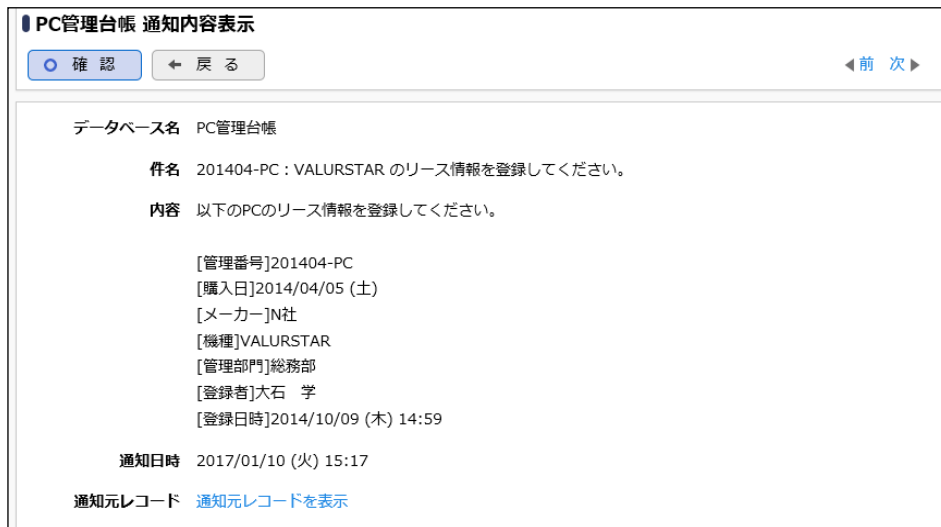 PC管理台帳 通知内容表示
確認 戻る 前 次
データベース名 PC管理台帳
件名 201404-PC：VALURSTAR のリース情報を登録してください。
内容 以下のPCのリース情報を登録してください。
[管理番号]201404-PC
[購入日]2014/04/05 (土)
[メーカー]N社
[機種]VALURSTAR
[管理部門]総務部
[登録者]大石　学
[登録日時]2014/10/09 (木) 14:59
通知日時 2017/01/10 (火) 15:17
通知元レコード 通知元レコードを表示